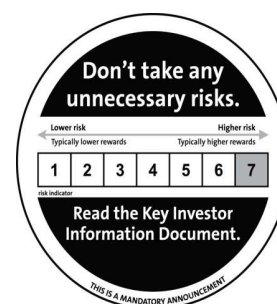 Don't take any
unnecessary risks.
Lower risk Higher risk
Typically lower rewards Typically higher rewards
1 2 3 4 5 6 7
risk indicator
Read the Key Investor
Information Document.
THIS IS A MANDATORY ANNOUNCEMENT